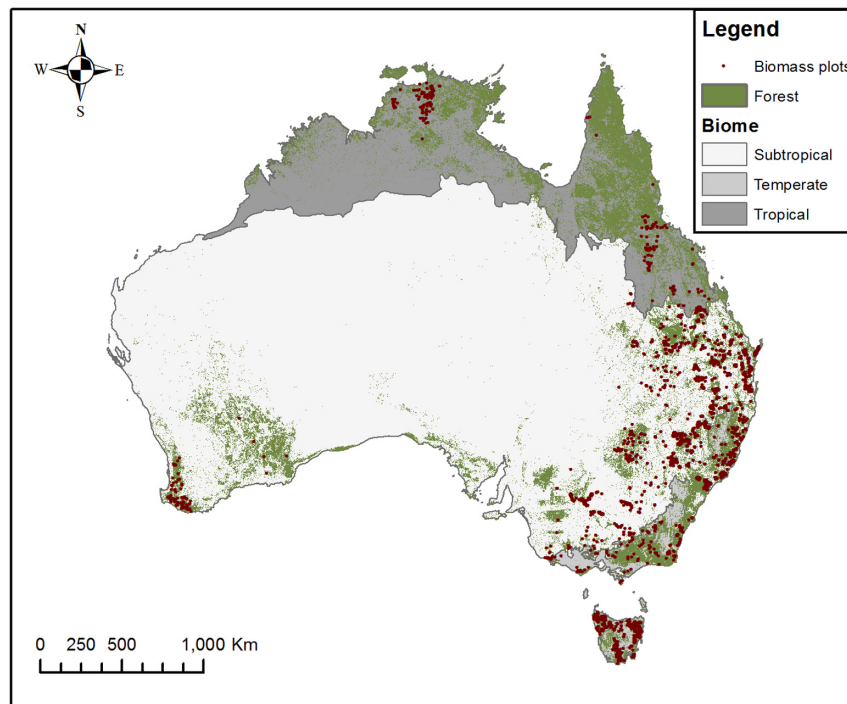 N
W
E
S
Legend
Biomass plots
Forest
Biome
Subtropical
Temperate
Tropical
0 250 500 1,000 Km